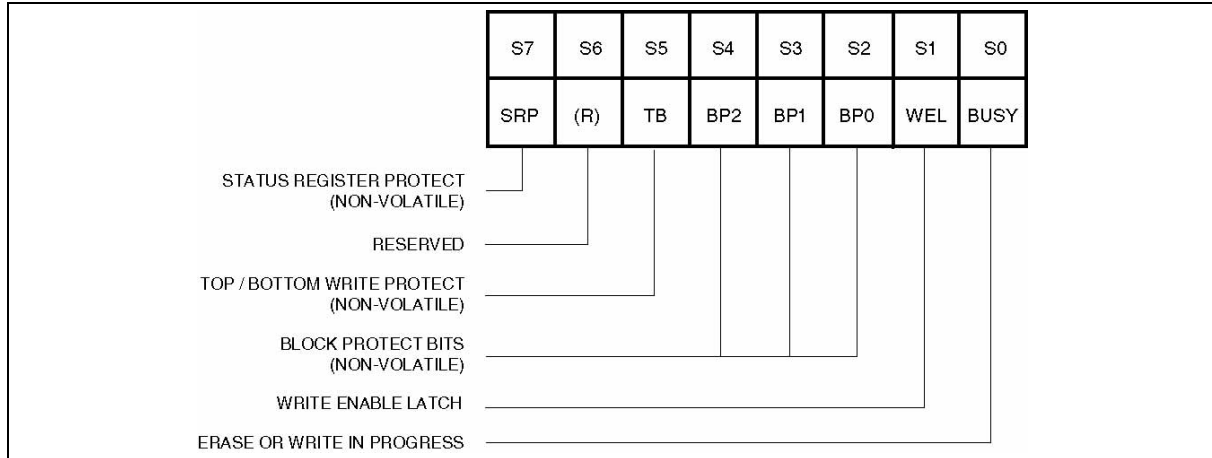 S7 S6 S5 S4 S3 S2 S1 S0
SRP (R) TB BP2 BP1 BP0 WEL BUSY
STATUS REGISTER PROTECT
(NON-VOLATILE)
RESERVED
TOP / BOTTOM WRITE PROTECT
(NON-VOLATILE)
BLOCK PROTECT BITS
(NON-VOLATILE)
WRITE ENABLE LATCH
ERASE OR WRITE IN PROGRESS